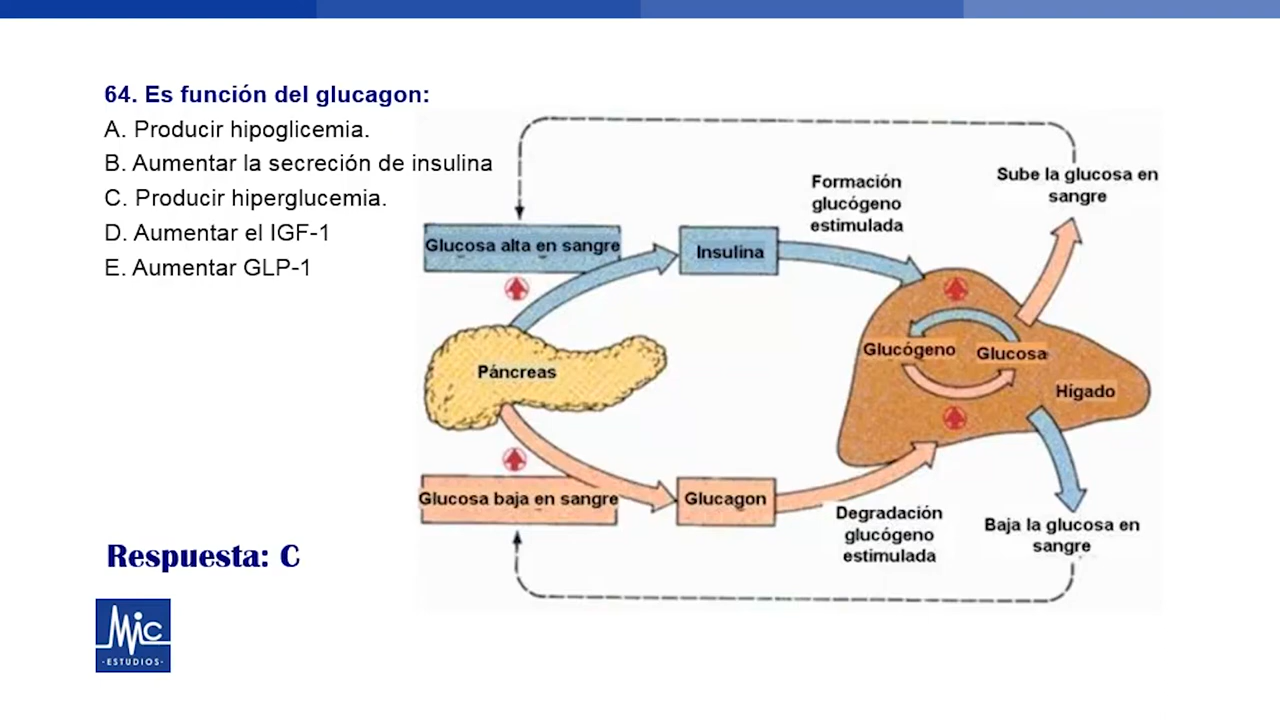 64. Es función del glucagon:
A. Producir hipoglicemia.
B. Aumentar la secreción de insulina
C. Producir hiperglucemia.
D. Aumentar el IGF-1
E. Aumentar GLP-1
Sube la glucosa en
sangre
Formación
glucógeno
estimulada
Glucosa alta en sangre
Insulina
Glucógeno
Glucosa
Páncreas
Hígado
Glucosa baja en sangre
Glucagon
Degradación
glucógeno
estimulada
Baja la glucosa en
sangre
Respuesta: C
Mic
·ESTUDIOS·